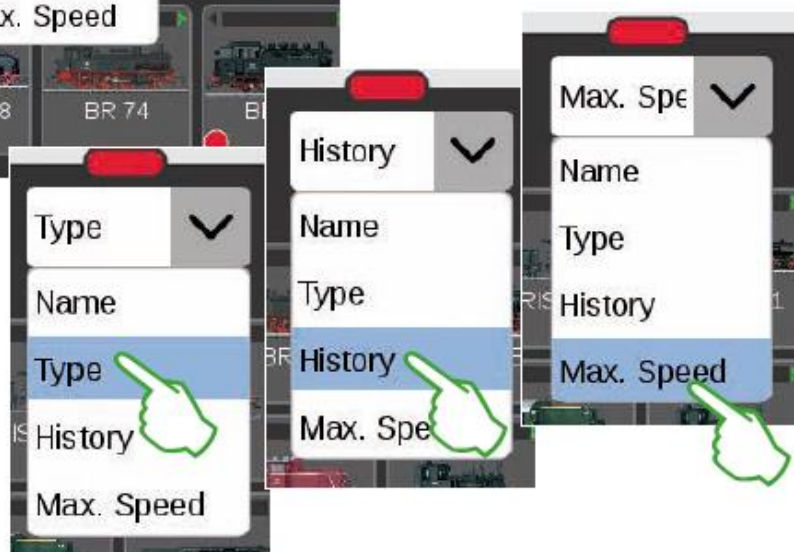 x. Speed
8
BR 74
Type
Name
Type
History
Max. Speed
History
Name
Type
History
Max. Spe
Max. Spe
Name
Type
History
Max. Speed